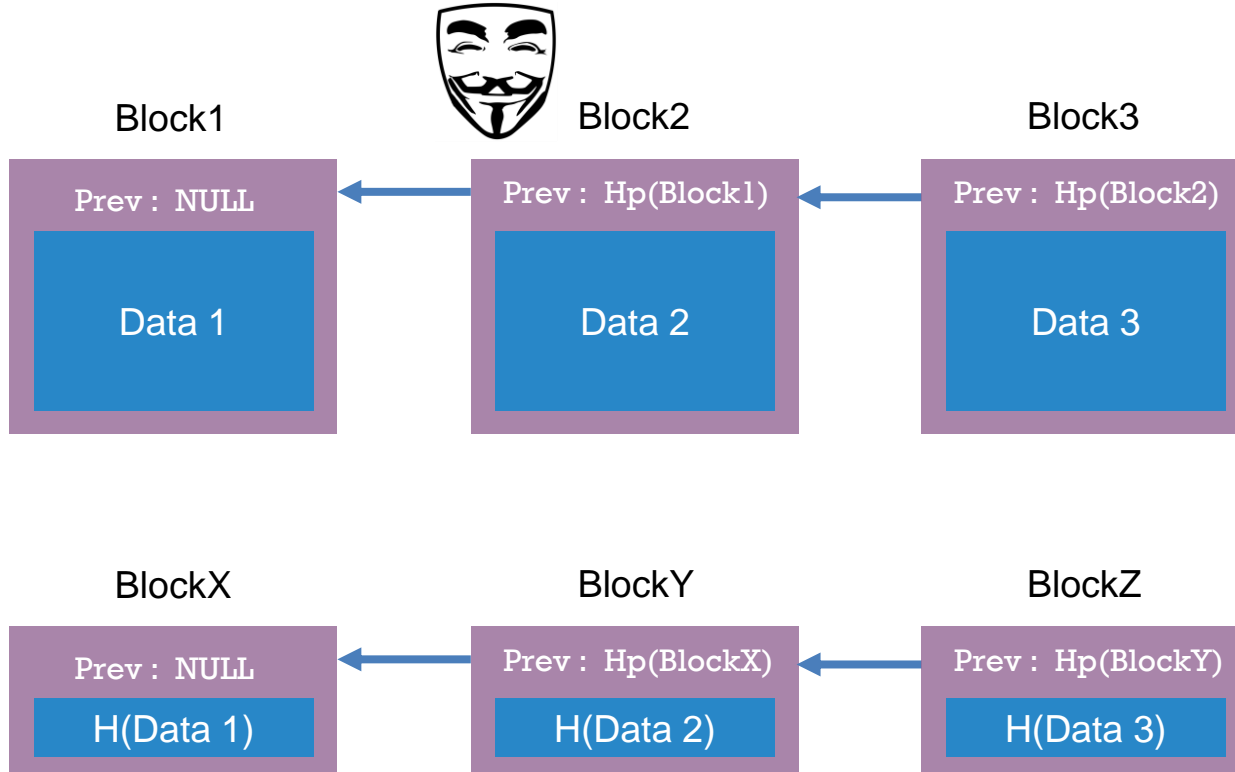 Block1
Block2
Block3
Prev : NULL
Prev : Hp(Block1)
Prev : Hp(Block2)
Data 1
Data 2
Data 3
BlockX
BlockY
BlockZ
Prev : NULL
Prev : Hp(BlockX)
Prev : Hp(BlockY)
H(Data 1)
H(Data 2)
H(Data 3)